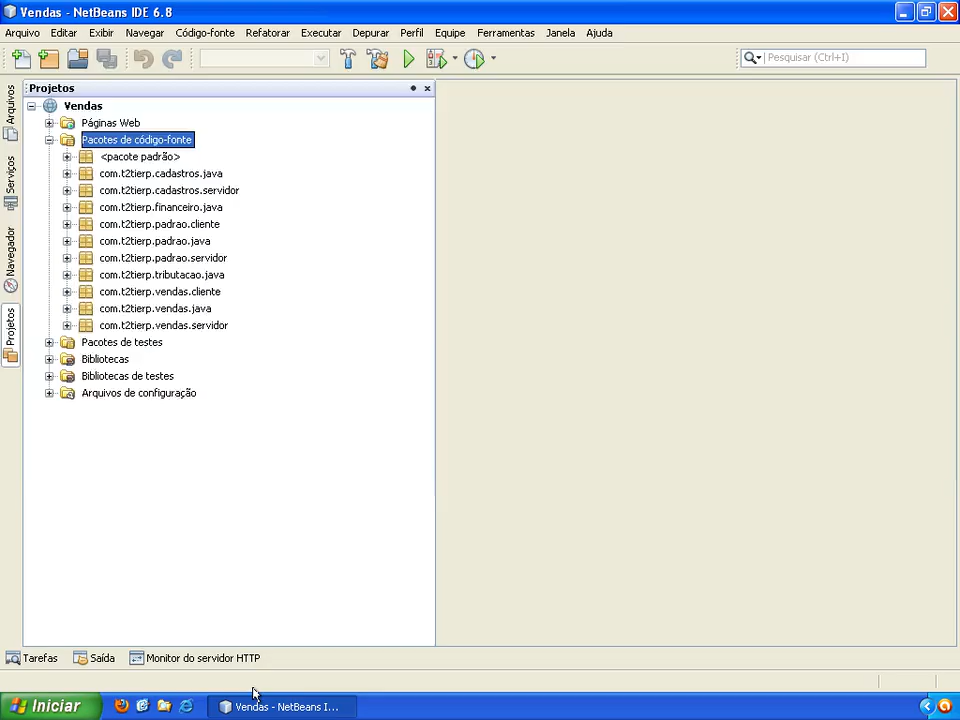 Vendas - NetBeans IDE 6.8
Arquivo Editar Exibir Navegar Código-fonte Refatorar Executar Depurar Perfil Equipe Ferramentas Janela Ajuda
Pesquisar (Ctrl+I)
Arquivos
Serviços
Navegador
Projetos
Projetos
Vendas
Páginas Web
Pacotes de código-fonte
<pacote padrão>
com.t2tierp.cadastros.java
com.t2tierp.cadastros.servidor
com.t2tierp.financeiro.java
com.t2tierp.padrao.cliente
com.t2tierp.padrao.java
com.t2tierp.padrao.servidor
com.t2tierp.tributacao.java
com.t2tierp.vendas.cliente
com.t2tierp.vendas.java
com.t2tierp.vendas.servidor
Pacotes de testes
Bibliotecas
Bibliotecas de testes
Arquivos de configuração
Tarefas Saída Monitor do servidor HTTP
Iniciar Vendas - NetBeans I...